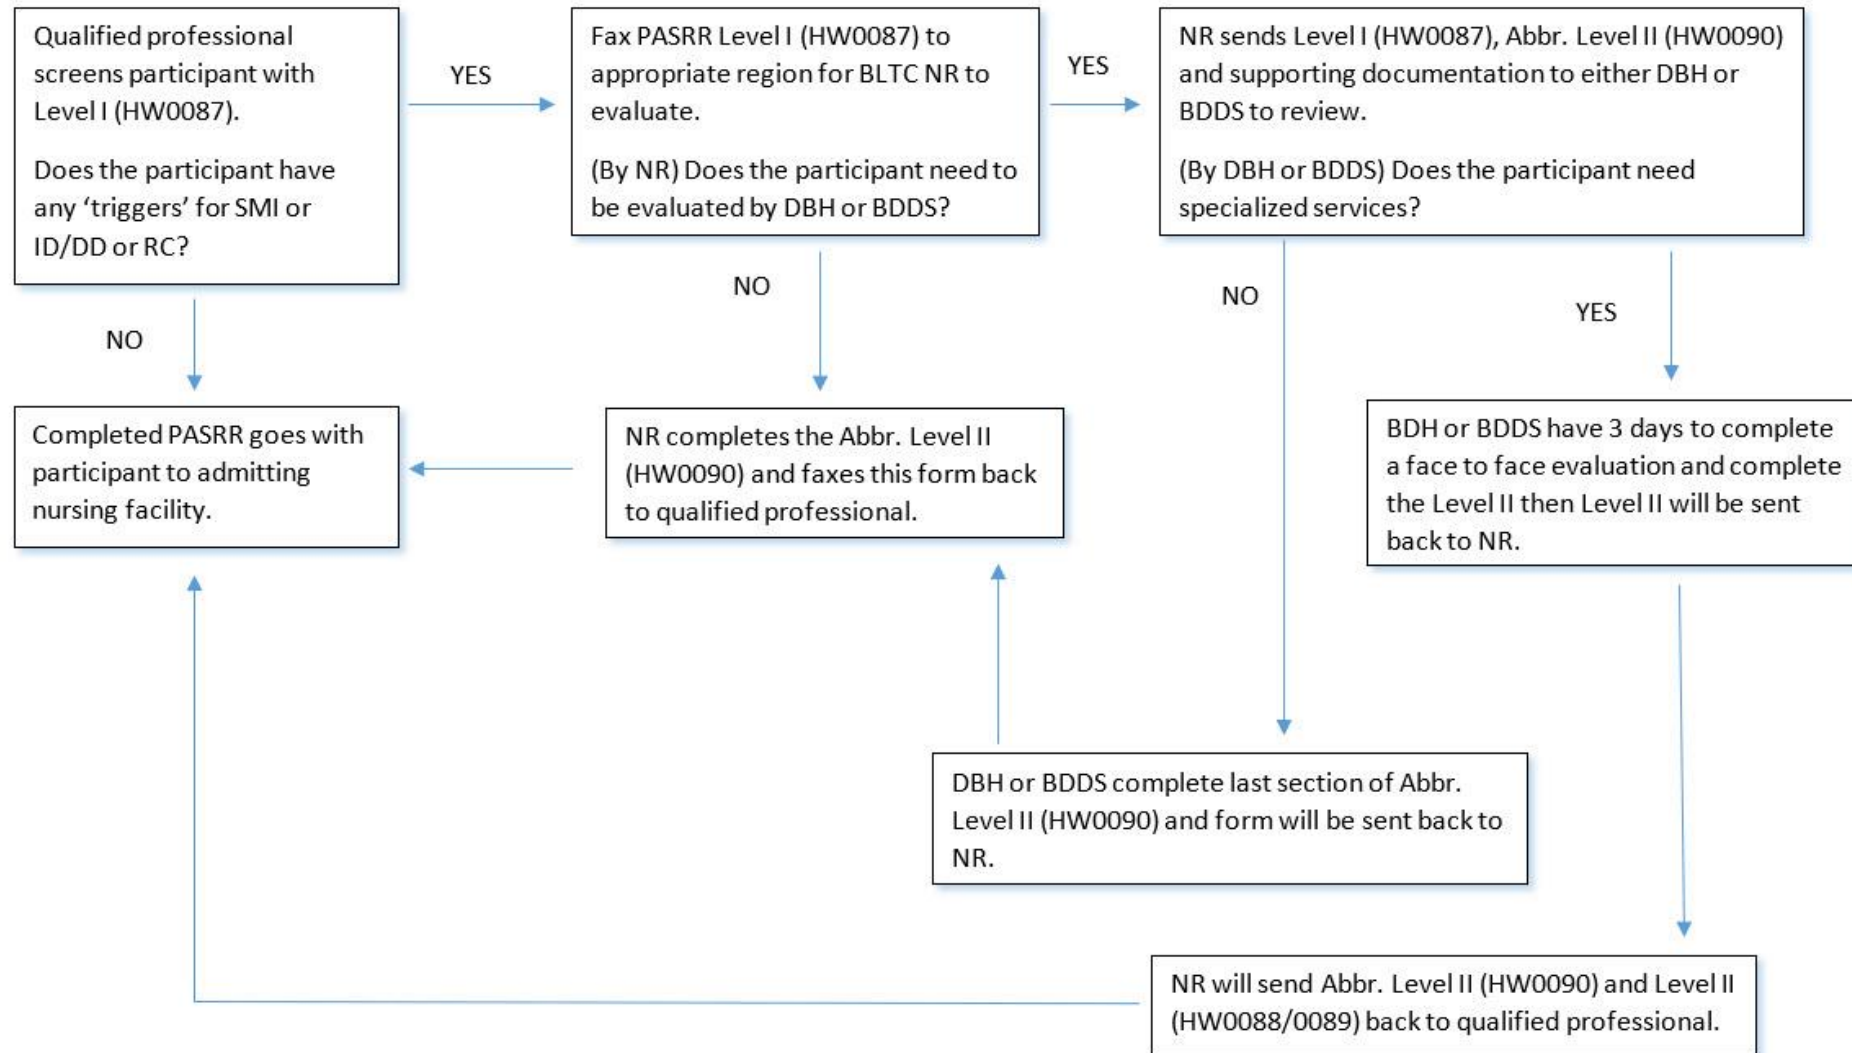 Qualified professional
screens participant with
Level I (HW0087).
Does the participant have
any ‘triggers’ for SMI or
ID/DD or RC?
YES
Fax PASRR Level I (HW0087) to
appropriate region for BLTC NR to
evaluate.
(By NR) Does the participant need to
be evaluated by DBH or BDDS?
YES
NR sends Level I (HW0087), Abbr. Level II (HW0090)
and supporting documentation to either DBH or
BDDS to review.
(By DBH or BDDS) Does the participant need
specialized services?
NO
NO
NO
YES
Completed PASRR goes with
participant to admitting
nursing facility.
NR completes the Abbr. Level II
(HW0090) and faxes this form back
to qualified professional.
BDH or BDDS have 3 days to complete
a face to face evaluation and complete
the Level II then Level II will be sent
back to NR.
DBH or BDDS complete last section of Abbr.
Level II (HW0090) and form will be sent back to
NR.
NR will send Abbr. Level II (HW0090) and Level II
(HW0088/0089) back to qualified professional.